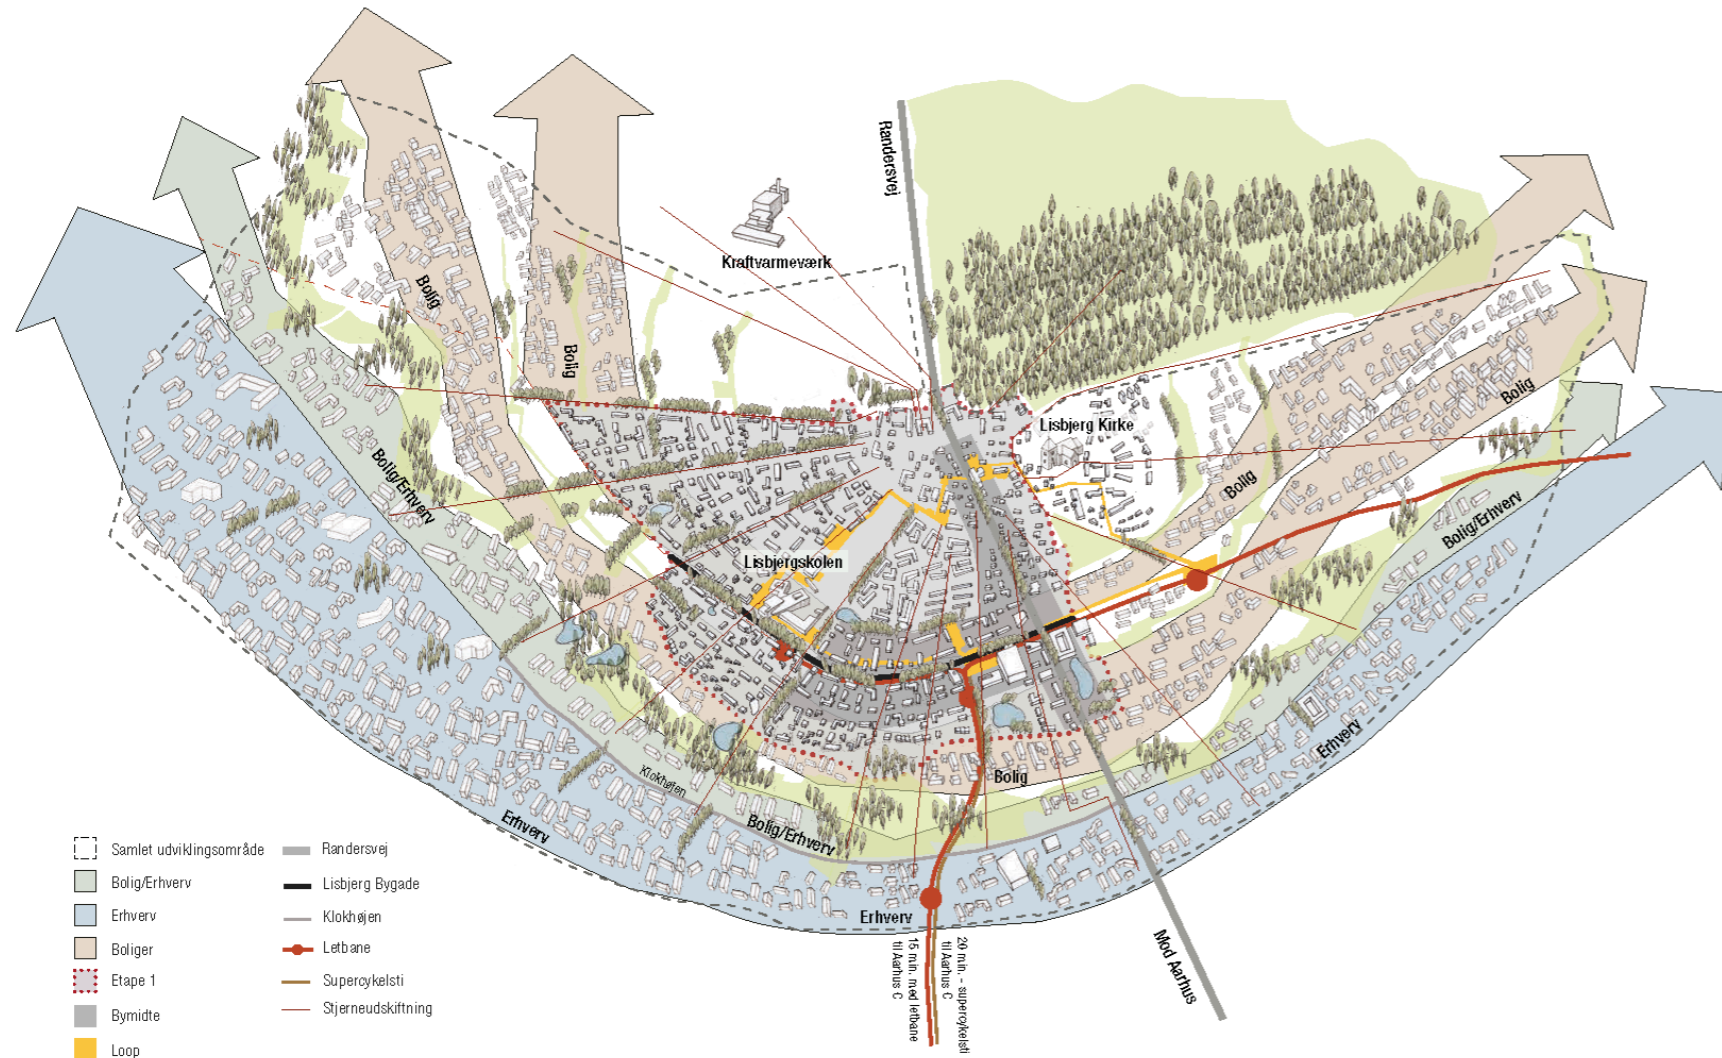 Randersvej
Kraftvarmeværk
Bolig
Bolig
Lisbjerg Kirke
Bolig
Bolig
Bolig/Erhverv
Bolig/Erhverv
Lisbjergskolen
Erhverv
Klokhøjen
Bolig
Bolig/Erhverv
Erhverv
Erhverv
Mod Aarhus
15 min. med letbane
til Aarhus C
20 min. - supercykelsti
til Aarhus C
Samlet udviklingsområde
Bolig/Erhverv
Erhverv
Boliger
Etape 1
Bymidte
Loop
Randersvej
Lisbjerg Bygade
Klokhøjen
Letbane
Supercykelsti
Stjerneudskiftning